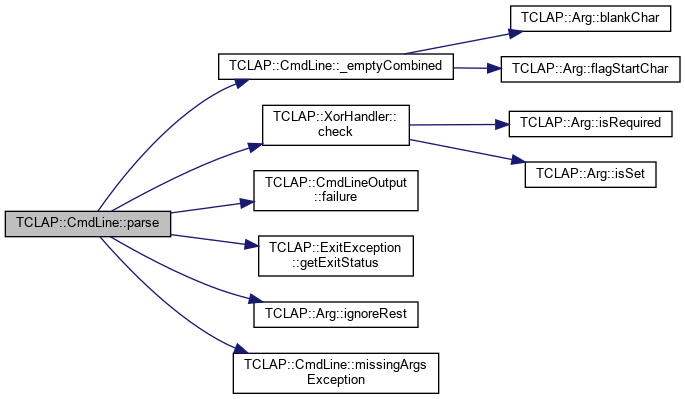 TCLAP::Arg::blankChar
TCLAP::CmdLine::_emptyCombined
TCLAP::Arg::flagStartChar
TCLAP::XorHandler::
check
TCLAP::Arg::isRequired
TCLAP::Arg::isSet
TCLAP::CmdLineOutput
::failure
TCLAP::CmdLine::parse
TCLAP::ExitException
::getExitStatus
TCLAP::Arg::ignoreRest
TCLAP::CmdLine::missingArgs
Exception